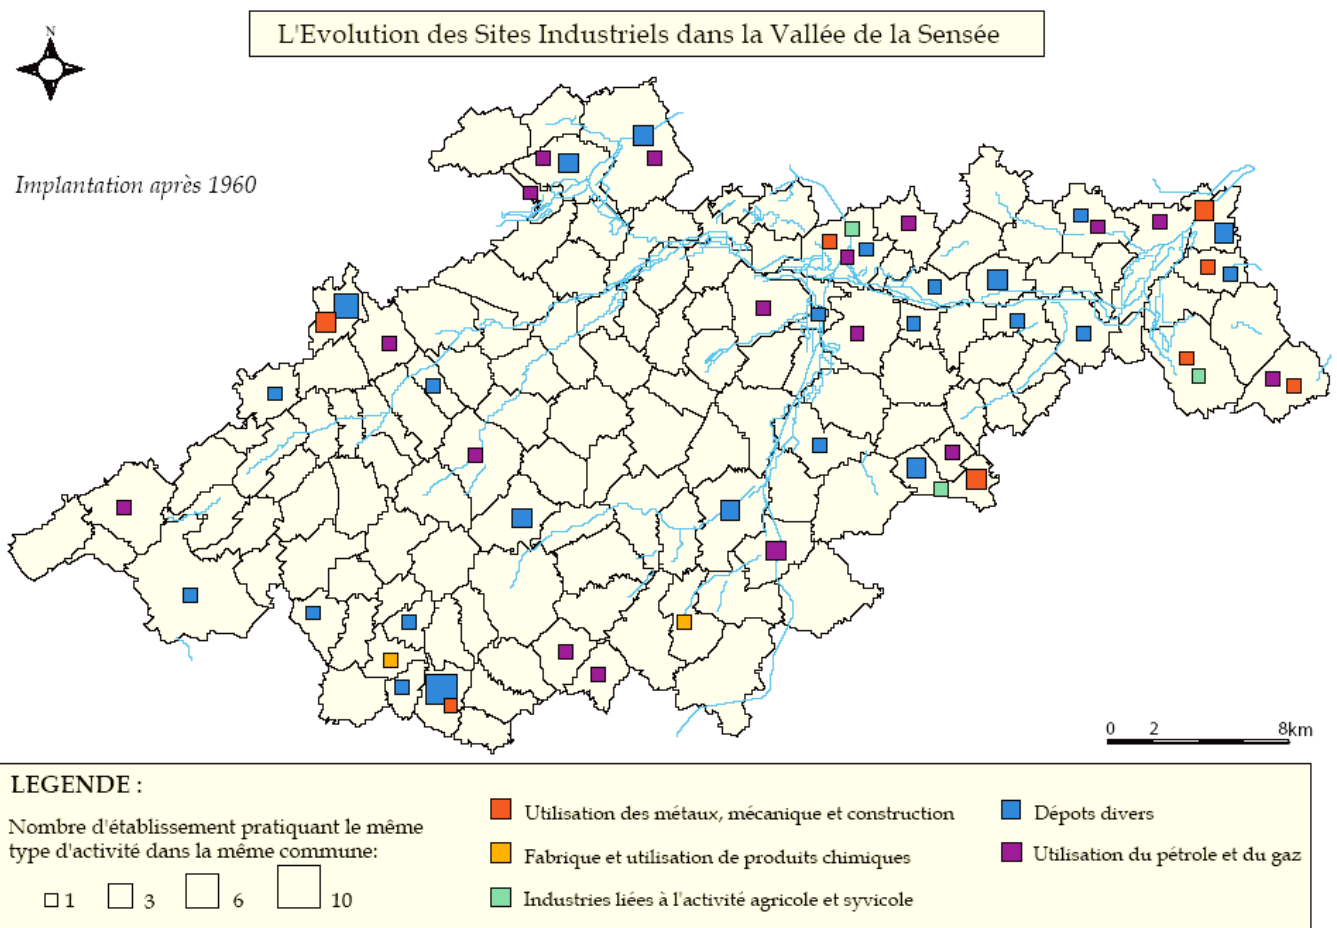 L'Evolution des Sites Industriels dans la Vallée de la Sensée
N
Implantation après 1960
0 2 8km
LEGENDE :
Nombre d'établissement pratiquant le même
type d'activité dans la même commune:
1 3 6 10
Utilisation des métaux, mécanique et construction
Fabrique et utilisation de produits chimiques
Industries liées à l'activité agricole et syvicole
Dépots divers
Utilisation du pétrole et du gaz